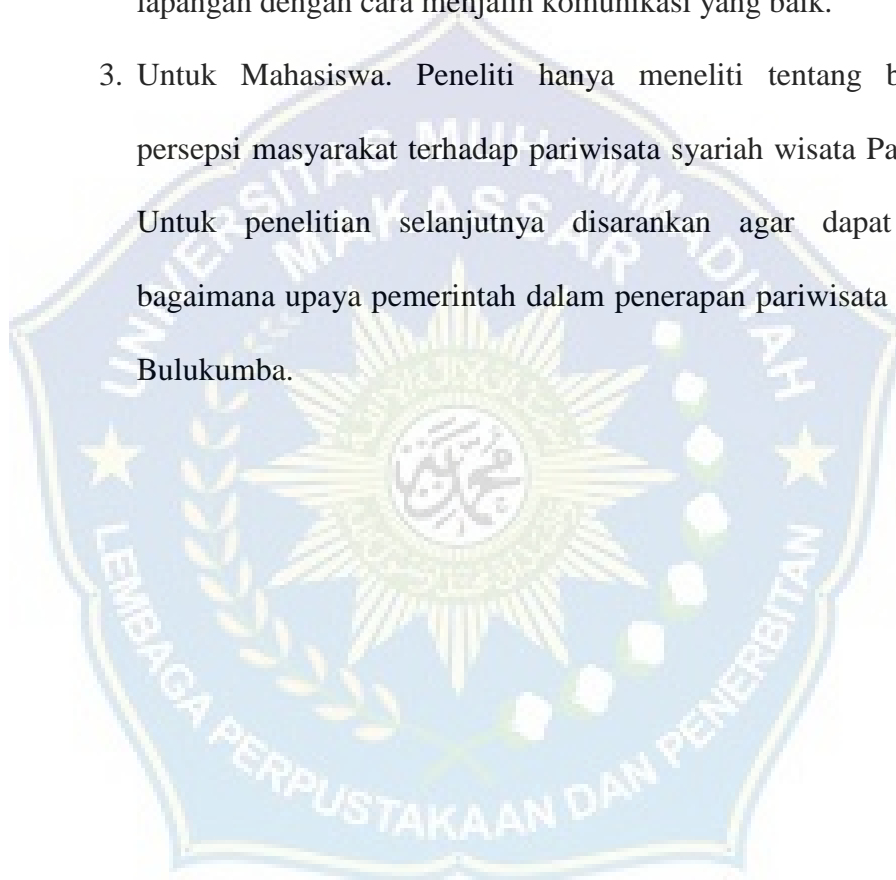 lapangan dengan cara menjalin komunikasi yang baik.
3. Untuk Mahasiswa. Peneliti hanya meneliti tentang
persepsi masyarakat terhadap pariwisata syariah wisata
Untuk penelitian selanjutnya disarankan agar dapat
bagaimana upaya pemerintah dalam penerapan pariwisata
Bulukumba.
UNIVERSITAS MUHAMMADIYAH
MAKASSAR
LEMBAGA PERPUSTAKAAN DAN PENERBITAN